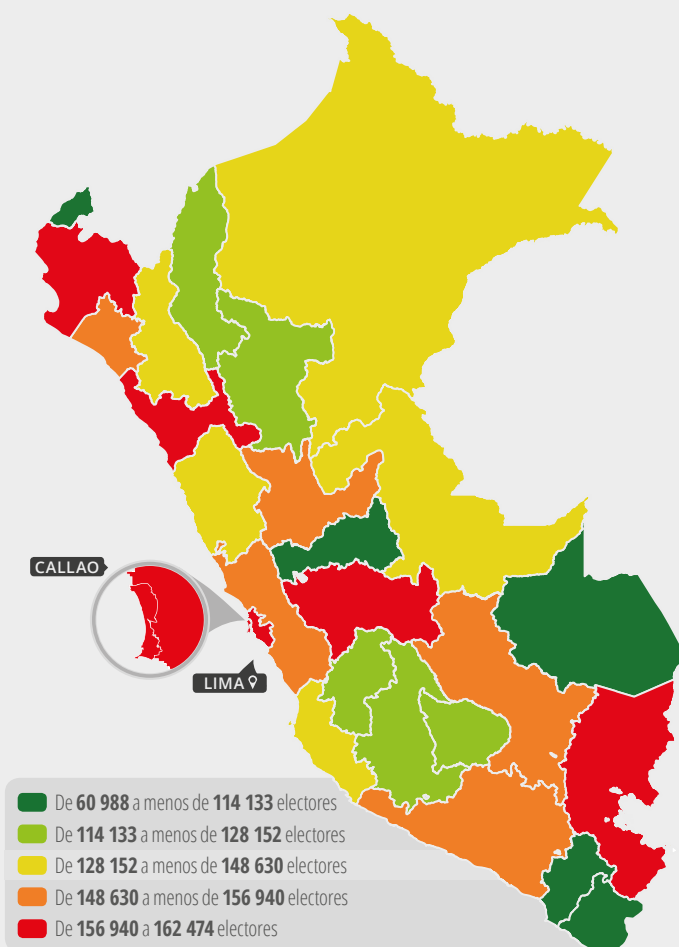 CALLAO
LIMA
De 60 988 a menos de 114 133 electores
De 114 133 a menos de 128 152 electores
De 128 152 a menos de 148 630 electores
De 148 630 a menos de 156 940 electores
De 156 940 a 162 474 electores